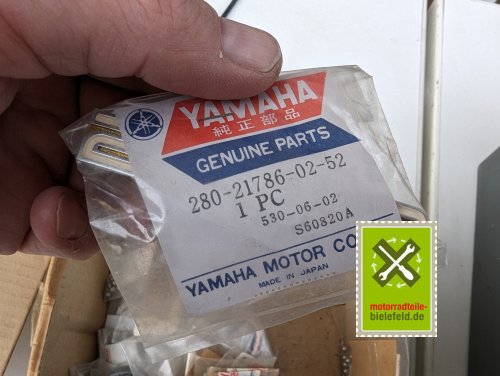 YAMAHA
純正部品
GENUINE PARTS
280-21786-02-52
1 PC
530-06-02
S60820A
YAMAHA MOTOR CO.
MADE IN JAPAN
motorradteile-
bielefeld.de